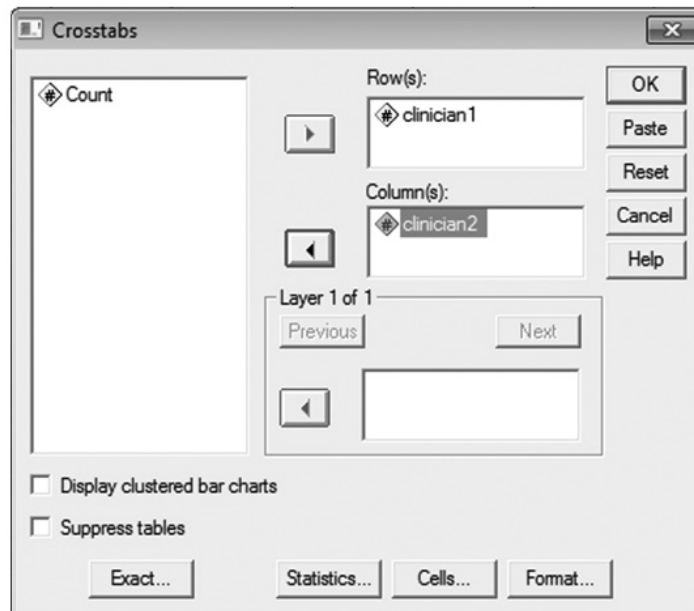 Crosstabs
Count
Row(s):
clinician1
Column(s):
clinician2
Layer 1 of 1
Previous
Next
OK
Paste
Reset
Cancel
Help
Display clustered bar charts
Suppress tables
Exact...
Statistics...
Cells...
Format...